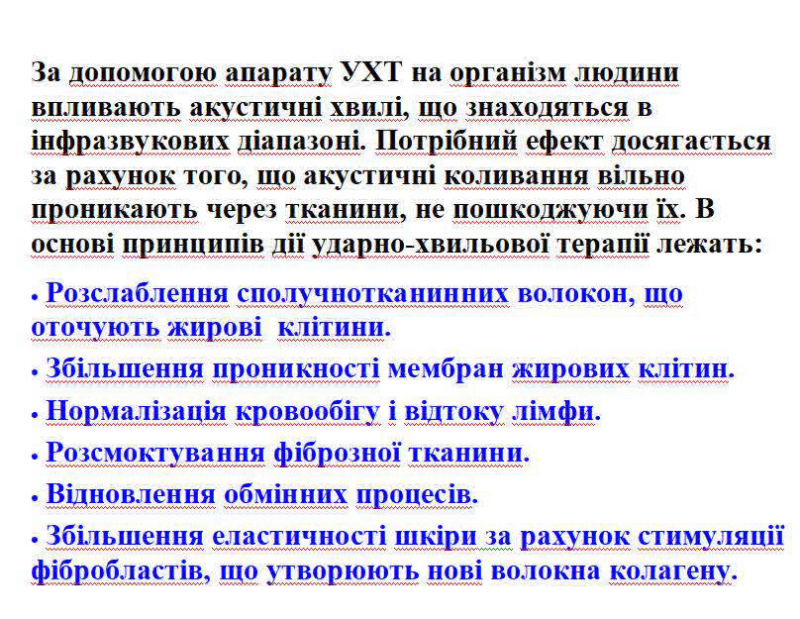 За допомогою апарату УХТ на організм людини
впливають акустичні хвилі, що знаходяться в
інфразвукових діапазоні. Потрібний ефект досягається
за рахунок того, що акустичні коливання вільно
проникають через тканини, не пошкоджуючи їх. В
основі принципів дії ударно-хвильової терапії лежать:
• Розслаблення сполучнотканинних волокон, що
оточують жирові клітини.
• Збільшення проникності мембран жирових клітин.
• Нормалізація кровообігу і відтоку лімфи.
• Розсмоктування фіброзної тканини.
• Відновлення обмінних процесів.
• Збільшення еластичності шкіри за рахунок стимуляції
фібробластів, що утворюють нові волокна колагену.